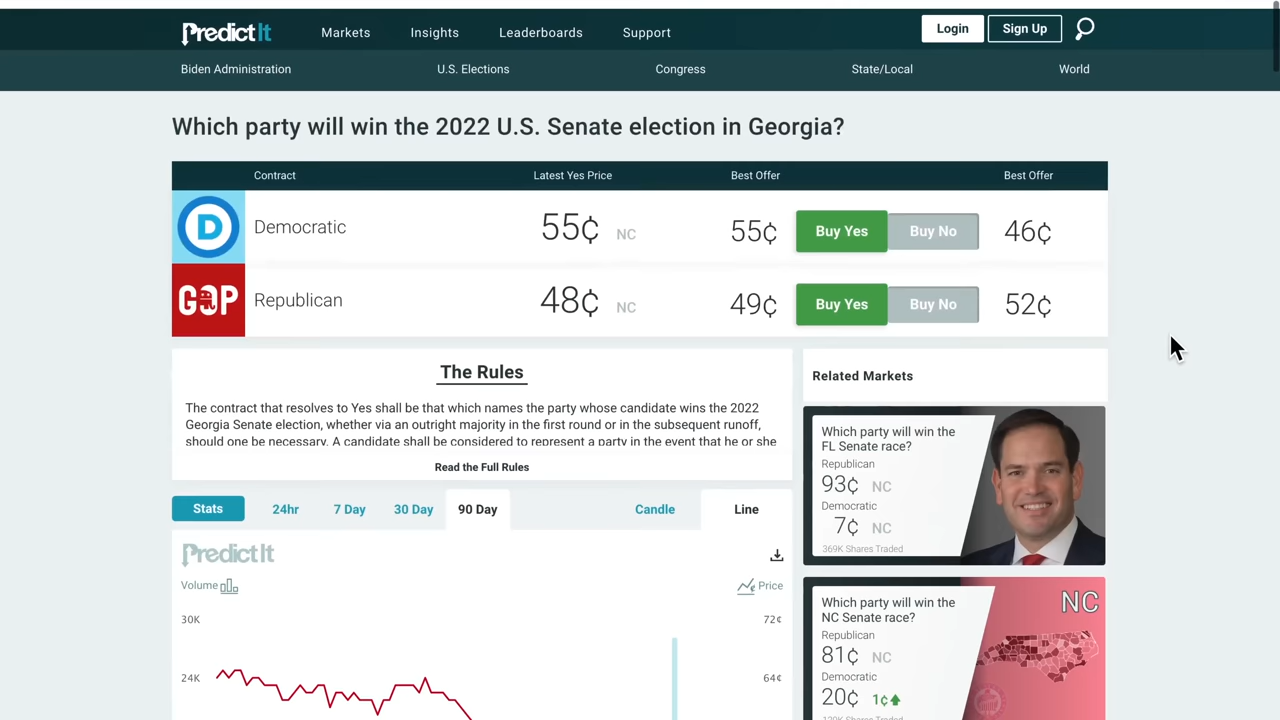 PredictIt
Markets
Insights
Leaderboards
Support
Login
Sign Up
Biden Administration
U.S. Elections
Congress
State/Local
World
Which party will win the 2022 U.S. Senate election in Georgia?
Contract
Latest Yes Price
Best Offer
Best Offer
D
Democratic
55¢ NC
55¢
Buy Yes
Buy No
46¢
GOP
Republican
48¢ NC
49¢
Buy Yes
Buy No
52¢
The Rules
The contract that resolves to Yes shall be that which names the party whose candidate wins the 2022
Georgia Senate election, whether via an outright majority in the first round or in the subsequent runoff,
should one be necessary. A candidate shall be considered to represent a party in the event that he or she
Read the Full Rules
Stats
24hr
7 Day
30 Day
90 Day
Candle
Line
PredictIt
Volume
Price
30K
72¢
24K
64¢
Related Markets
Which party will win the
FL Senate race?
Republican
93¢ NC
Democratic
7¢ NC
369K Shares Traded
NC
Which party will win the
NC Senate race?
Republican
81¢ NC
Democratic
20¢ 1¢